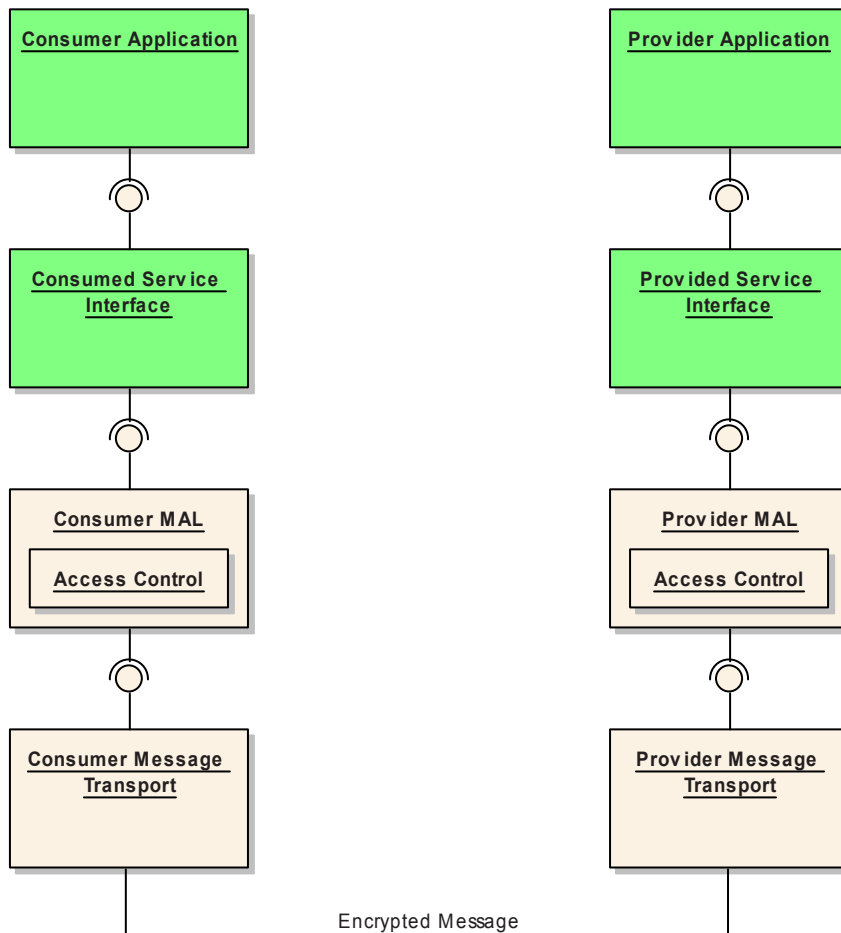 Consumer Application
Provider Application
Consumed Service
Interface
Provided Service
Interface
Consumer MAL
Access Control
Provider MAL
Access Control
Consumer Message
Transport
Provider Message
Transport
Encrypted Message